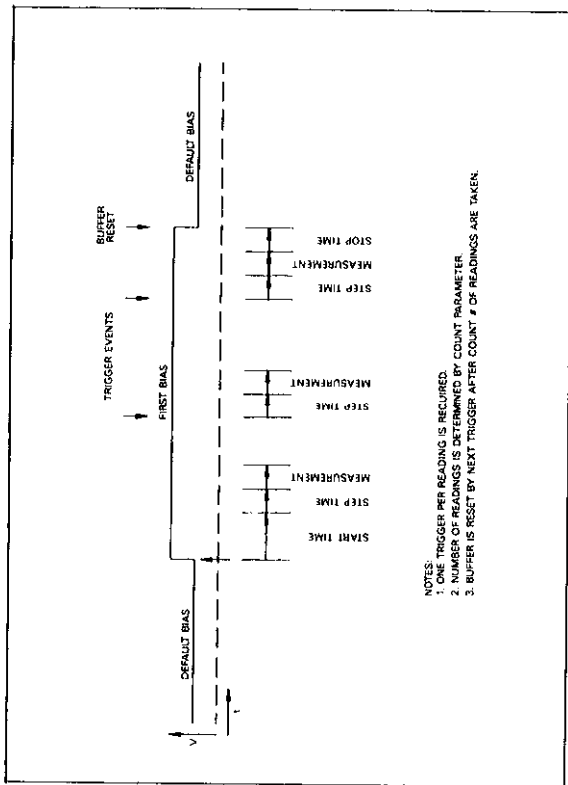 BUFFER
RESET
TRIGGER EVENTS
FIRST BIAS
DEFAULT BIAS
DEFAULT BIAS
V
t
START TIME
STEP TIME
MEASUREMENT
STEP TIME
MEASUREMENT
STEP TIME
MEASUREMENT
STOP TIME
NOTES:
1. ONE TRIGGER PER READING IS REQUIRED.
2. NUMBER OF READINGS IS DETERMINED BY COUNT PARAMETER.
3. BUFFER IS RESET BY NEXT TRIGGER AFTER COUNT # OF READINGS ARE TAKEN.